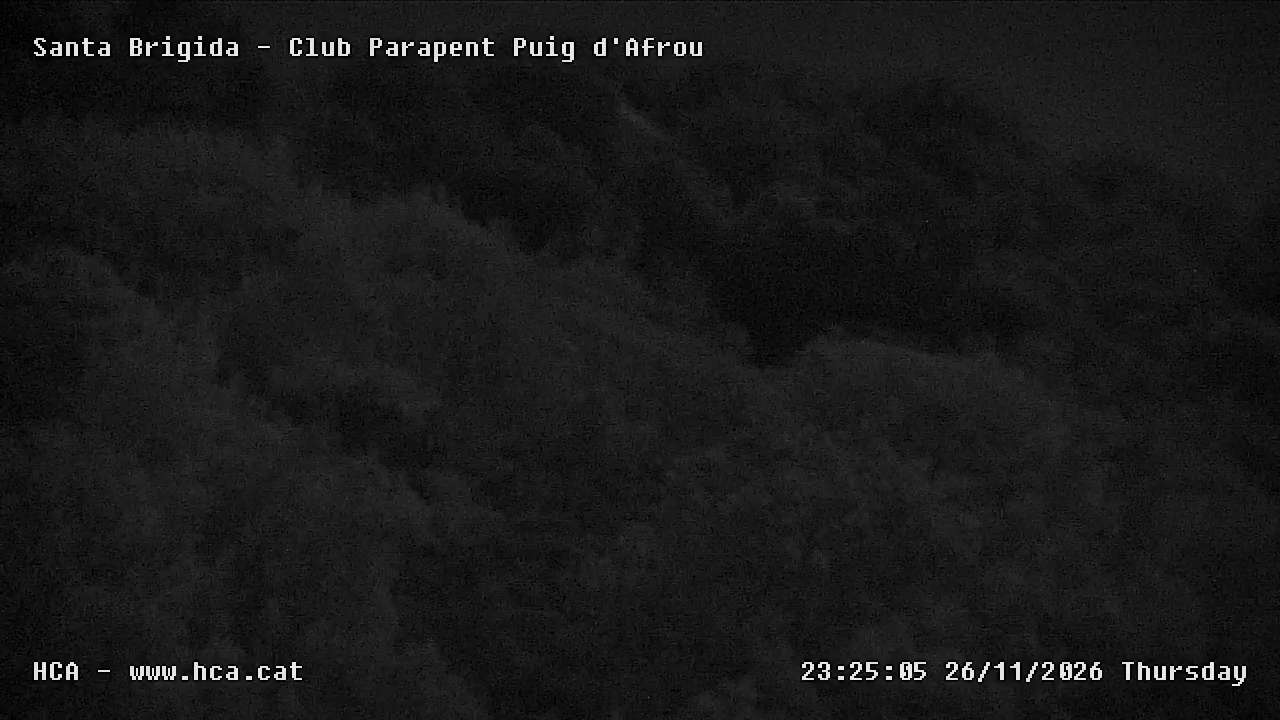 Santa Brigida - Club Parapent Puig d'Afrou
HCA - www.hca.cat
23:25:05 26/11/2026 Thursday